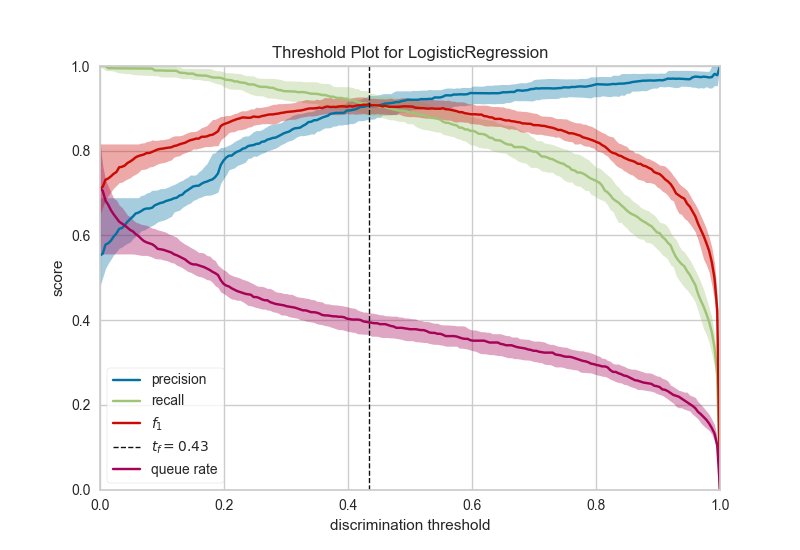 Threshold Plot for LogisticRegression
1.0
0.8
0.6
0.4
0.2
0.0
score
precision
recall
f1
tf = 0.43
queue rate
0.0 0.2 0.4 0.6 0.8 1.0
discrimination threshold